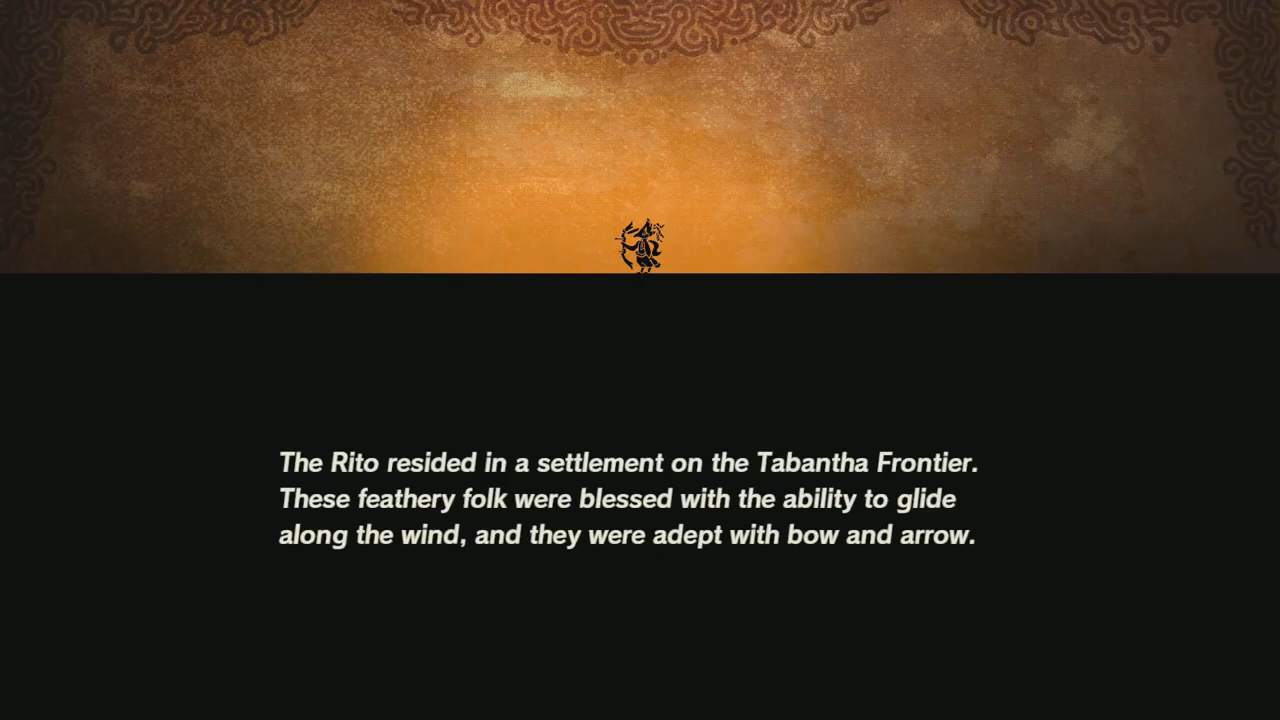 The Rito resided in a settlement on the Tabantha Frontier.
These feathery folk were blessed with the ability to glide
along the wind, and they were adept with bow and arrow.